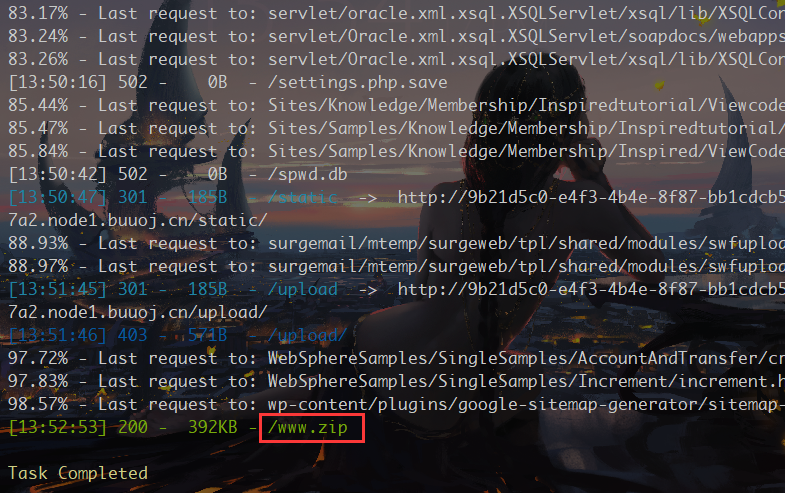 83.17% - Last request to: servlet/oracle.xml.xsql.XSQLServlet/xsql/lib/XSQLCon
83.24% - Last request to: servlet/oracle.xml.xsql.XSQLServlet/soapdocs/webapps
83.26% - Last request to: servlet/oracle.xml.xsql.XSQLServlet/xsql/lib/XSQLCon
[13:50:16] 502 -    0B  - /settings.php.save
85.44% - Last request to: Sites/Knowledge/Membership/Inspiredtutorial/Viewcode
85.47% - Last request to: Sites/Samples/Knowledge/Membership/Inspiredtutorial/
85.84% - Last request to: Sites/Samples/Knowledge/Membership/Inspired/ViewCode
[13:50:42] 502 -    0B  - /spwd.db
[13:50:47] 301 -  185B  - /static  ->  http://9b21d5c0-e4f3-4b4e-8f87-bb1cdcb5
7a2.node1.buuoj.cn/static/
88.93% - Last request to: surgemail/mtemp/surgeweb/tpl/shared/modules/swfuploa
88.97% - Last request to: surgemail/mtemp/surgeweb/tpl/shared/modules/swfuploa
[13:51:45] 301 -  185B  - /upload  ->  http://9b21d5c0-e4f3-4b4e-8f87-bb1cdcb5
7a2.node1.buuoj.cn/upload/
[13:51:46] 403 -  571B  - /upload/
97.72% - Last request to: WebSphereSamples/SingleSamples/AccountAndTransfer/cr
97.83% - Last request to: WebSphereSamples/SingleSamples/Increment/increment.h
98.57% - Last request to: wp-content/plugins/google-sitemap-generator/sitemap-
[13:52:53] 200 -  392KB - /www.zip
Task Completed